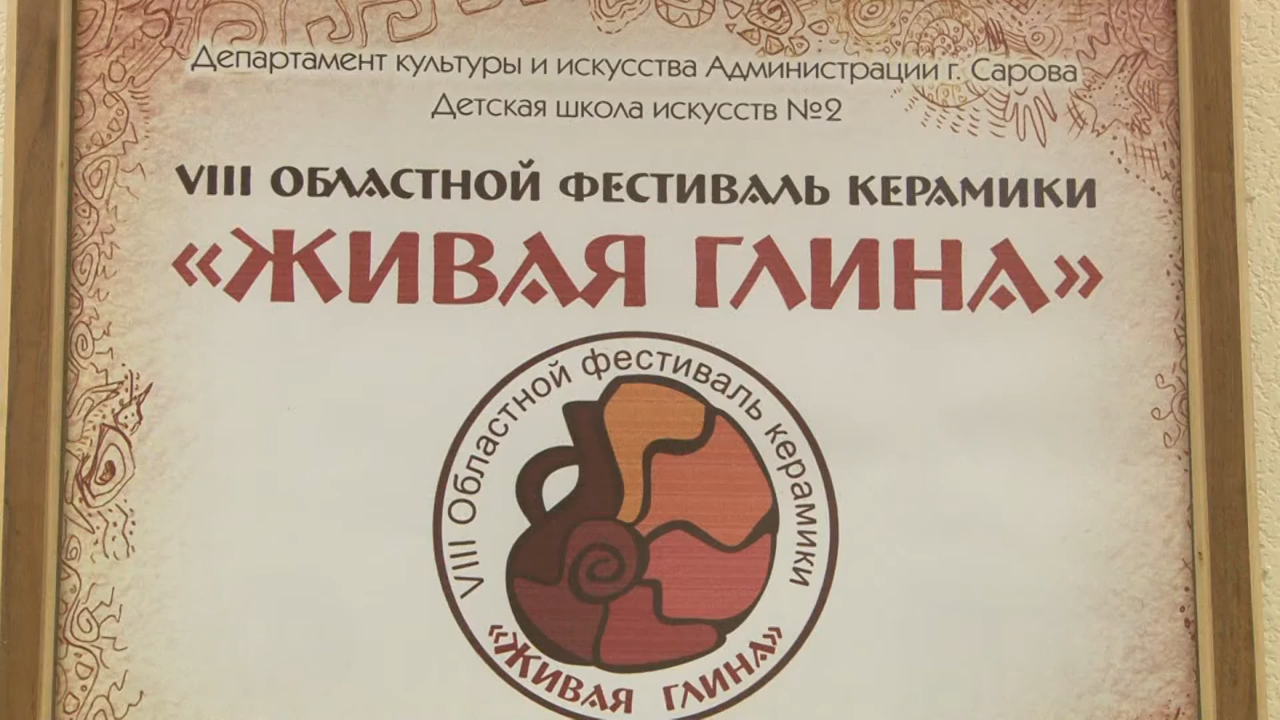 Департамент культуры и искусства Администрации г. Сарова
Детская школа искусств №2
VIII ОБЛАСТНОЙ ФЕСТИВАЛЬ КЕРАМИКИ
«ЖИВАЯ ГЛИНА»
VIII Областной фестиваль керамики
«ЖИВАЯ ГЛИНА»